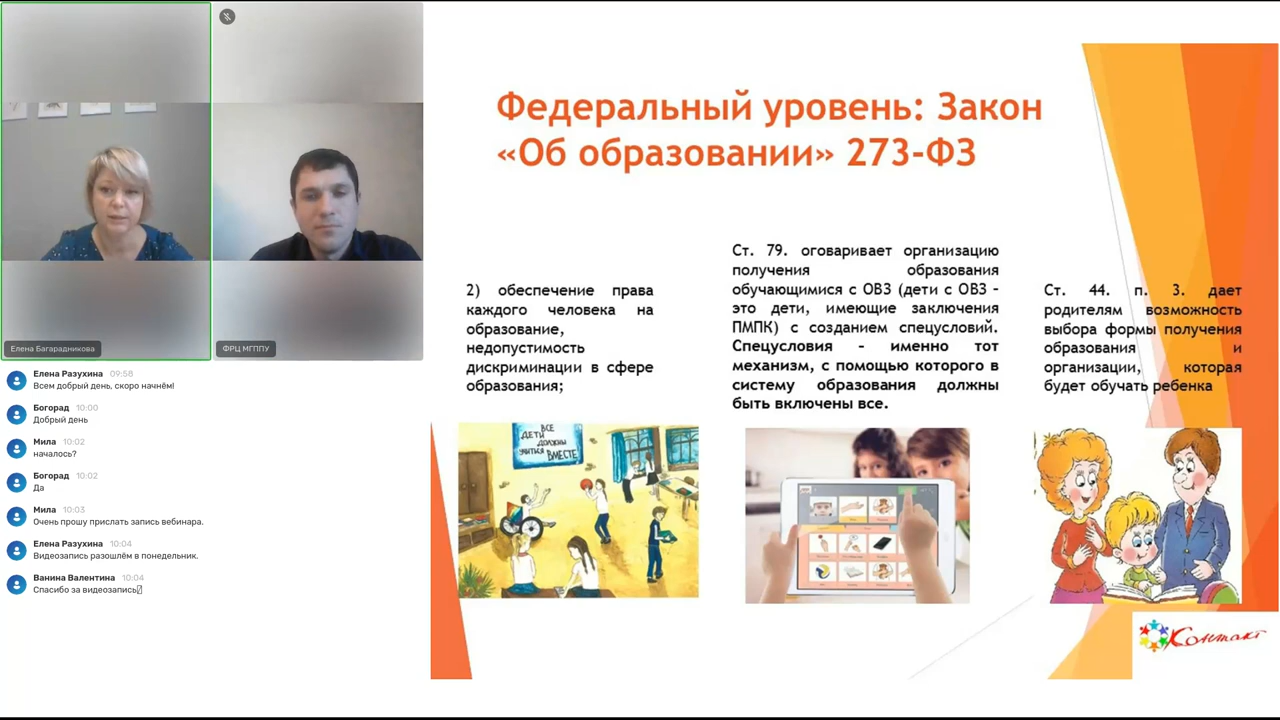 Елена Багарадникова
ФРЦ МГППУ
Елена Разухина 09:58
Всем добрый день, скоро начнём!
Богорад 10:00
Добрый день
Мила 10:02
началось?
Богорад 10:02
Да
Мила 10:03
Очень прошу прислать запись вебинара.
Елена Разухина 10:04
Видеозапись разошлём в понедельник.
Ванина Валентина 10:04
Спасибо за видеозапись
Федеральный уровень: Закон
«Об образовании» 273-ФЗ
2) обеспечение права
каждого человека на
образование,
недопустимость
дискриминации в сфере
образования;
Ст. 79. оговаривает организацию
получения образования
обучающимися с ОВЗ (дети с ОВЗ –
это дети, имеющие заключения
ПМПК) с созданием спецусловий.
Спецусловия – именно тот
механизм, с помощью которого в
систему образования должны
быть включены все.
Ст. 44. п. 3. дает
родителям возможность
выбора формы получения
образования и
организации, которая
будет обучать ребенка
ВСЕ
ДЕТИ
ДОЛЖНЫ
УЧИТЬСЯ ВМЕСТЕ
Контакт